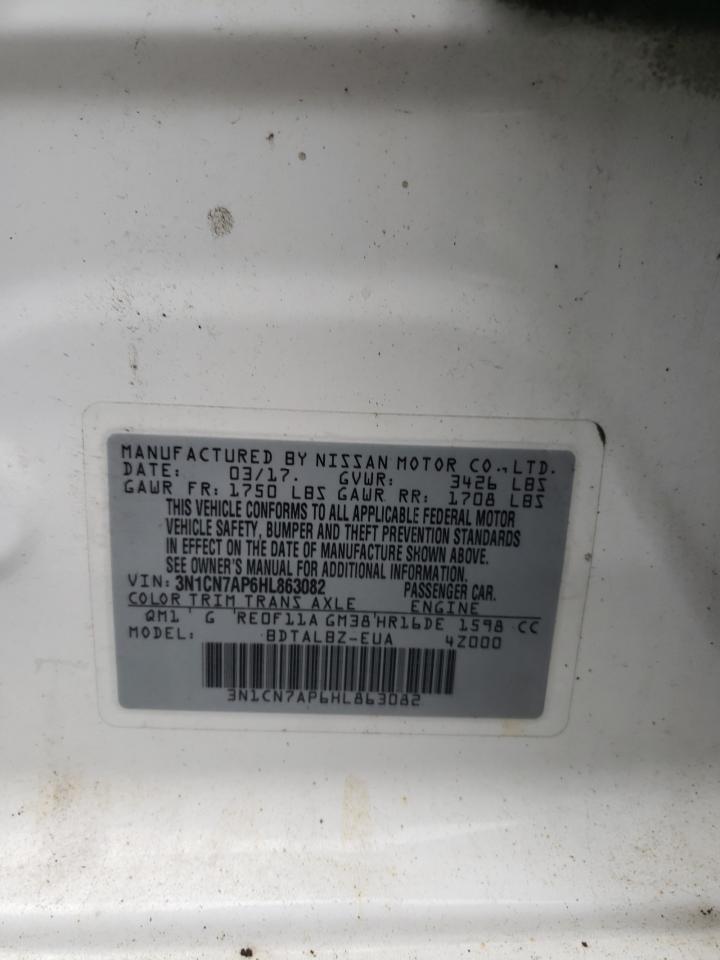 MANUFACTURED BY NISSAN MOTOR CO., LTD.
DATE: 03/17. GVWR: 3426 LBS
GAWR FR: 1750 LBS GAWR RR: 1708 LBS
THIS VEHICLE CONFORMS TO ALL APPLICABLE FEDERAL MOTOR
VEHICLE SAFETY, BUMPER AND THEFT PREVENTION STANDARDS
IN EFFECT ON THE DATE OF MANUFACTURE SHOWN ABOVE.
SEE OWNER'S MANUAL FOR ADDITIONAL INFORMATION.
VIN: 3N1CN7AP6HL863082 PASSENGER CAR.
COLOR TRIM TRANS AXLE ENGINE
QM1 ' G 'RE0F11A GM38'HR16DE 1598 CC
MODEL: BDTALBZ-EUA 4Z000
3N1CN7AP6HL863082